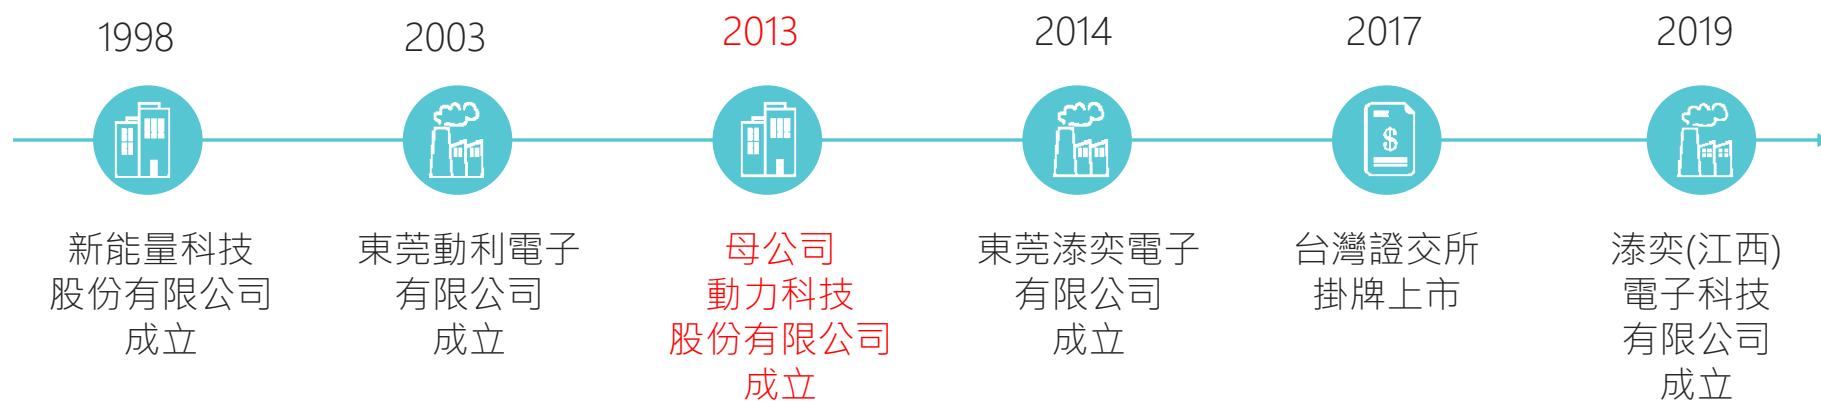 1998
新能量科技
股份有限公司
成立
2003
東莞動利電子
有限公司
成立
2013
母公司
動力科技
股份有限公司
成立
2014
東莞溙奕電子
有限公司
成立
2017
$
台灣證交所
掛牌上市
2019
溙奕(江西)
電子科技
有限公司
成立